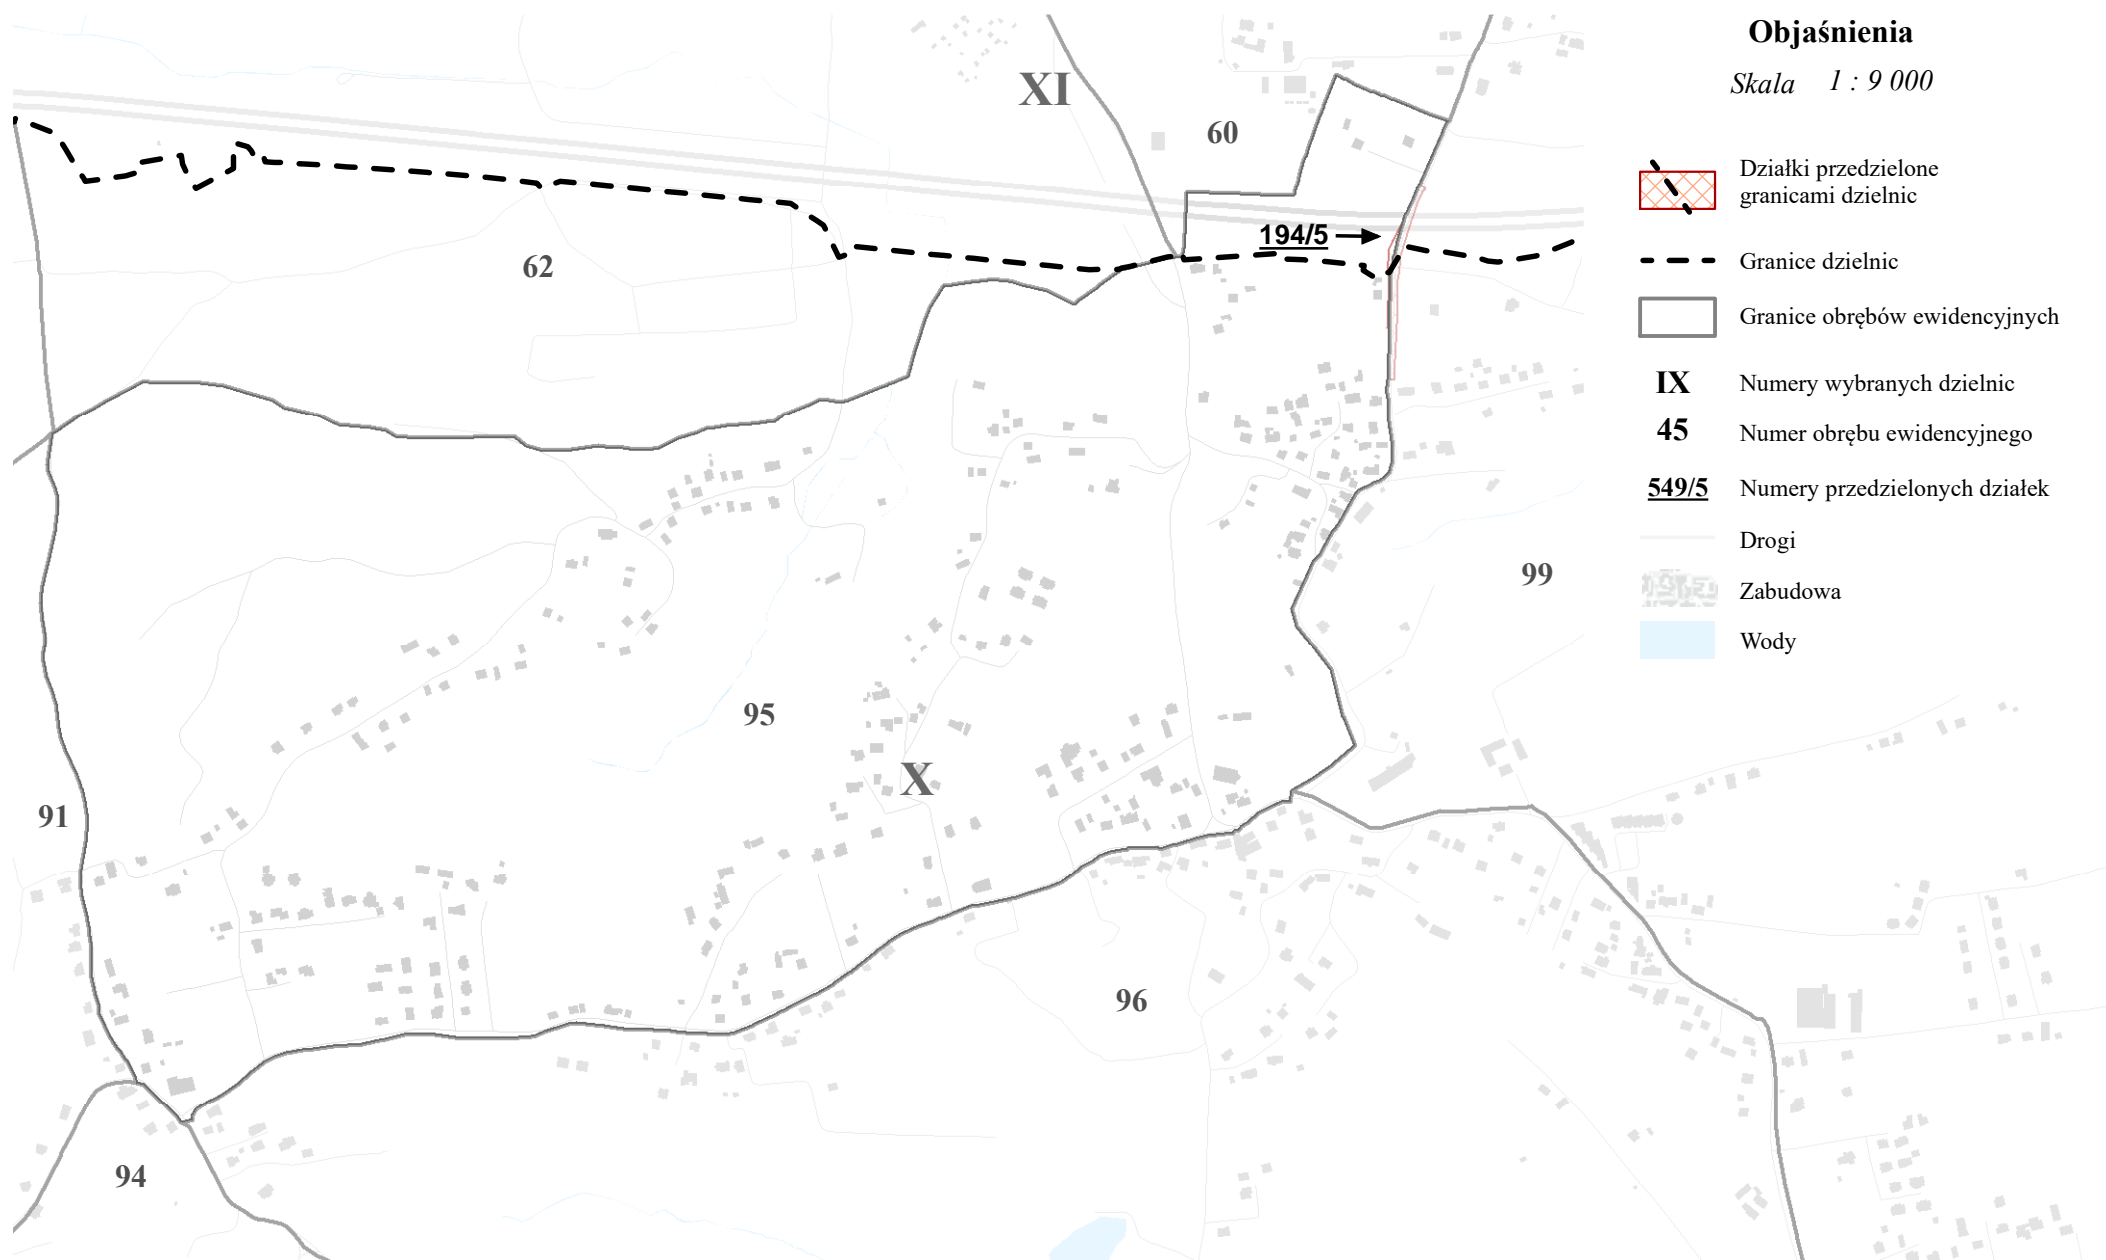 Objaśnienia
Skala 1 : 9 000
XI
60
Działki przedzielone
granicami dzielnic
194/5
62
Granice dzielnic
Granice obrębów ewidencyjnych
IX Numery wybranych dzielnic
45 Numer obrębu ewidencyjnego
549/5 Numery przedzielonych działek
Drogi
99
Zabudowa
Wody
95
X
91
96
94